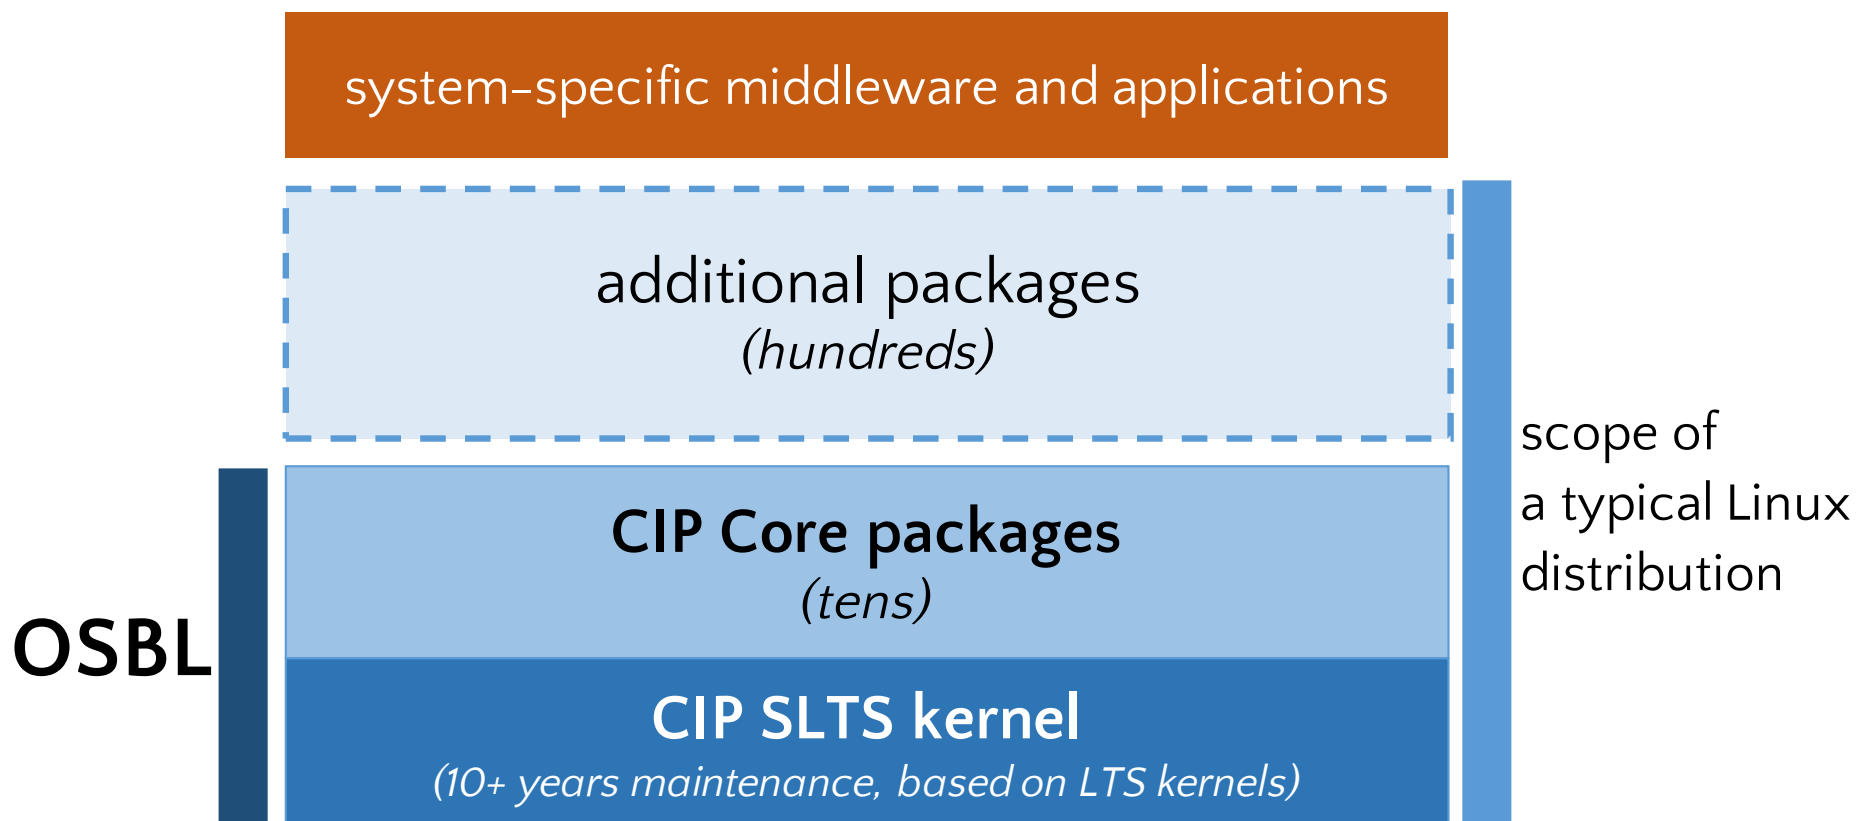 system-specific middleware and applications
additional packages
(hundreds)
scope of
a typical Linux
distribution
CIP Core packages
(tens)
OSBL
CIP SLTS kernel
(10+ years maintenance, based on LTS kernels)